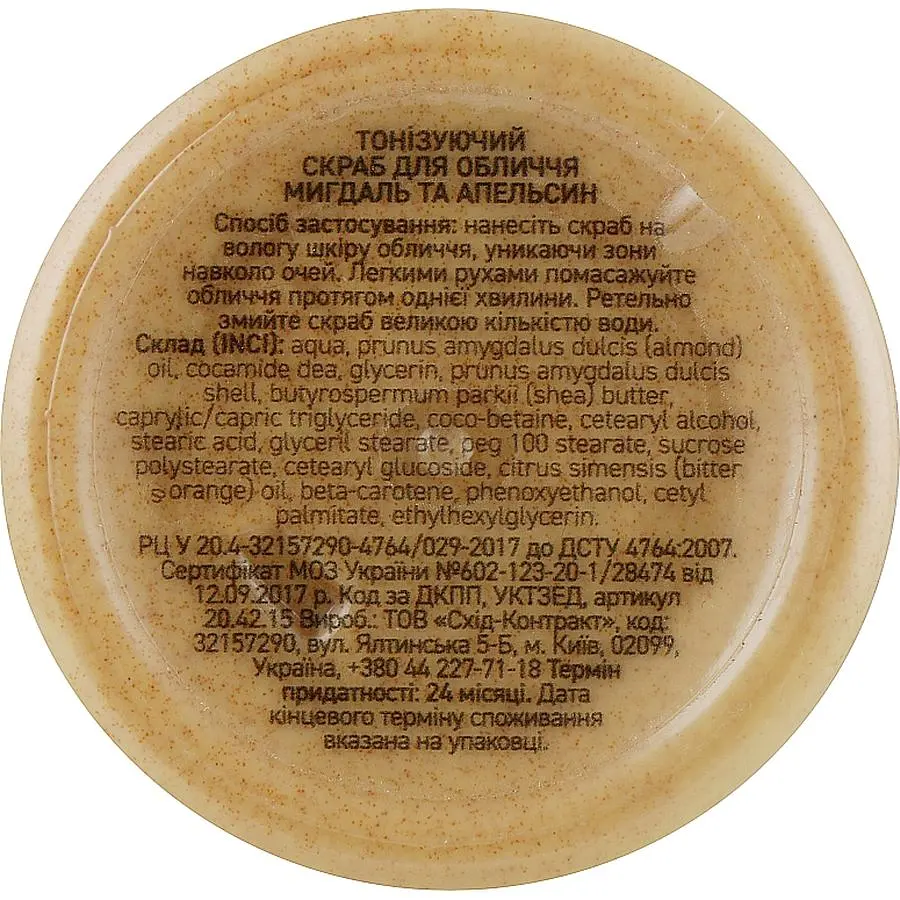 ТОНІЗУЮЧИЙ
СКРАБ ДЛЯ ОБЛИЧЧЯ
МИГДАЛЬ ТА АПЕЛЬСИН
Спосіб застосування: нанесіть скраб на
вологу шкіру обличчя, уникаючи зони
навколо очей. Легкими рухами помасажуйте
обличчя протягом однієї хвилини. Ретельно
змийте скраб великою кількістю води.
Склад (INCI): aqua, prunus amygdalus dulcis (almond)
oil, cocamide dea, glycerin, prunus amygdalus dulcis
shell, butyrospermum parkii (shea) butter,
caprylic/capric triglyceride, coco-betaine, cetearyl alcohol,
stearic acid, glyceril stearate, peg 100 stearate, sucrose
polystearate, cetearyl glucoside, citrus simensis (bitter
orange) oil, beta-carotene, phenoxyethanol, cetyl
palmitate, ethylhexylglycerin.
РЦ У 20.4-32157290-4764/029-2017 до ДСТУ 4764:2007.
Сертифікат МОЗ України №602-123-20-1/28474 від
12.09.2017 р. Код за ДКПП, УКТЗЕД, артикул
20.42.15 Вироб.: ТОВ «Схід-Контракт», код:
32157290, вул. Ялтинська 5-Б, м. Київ, 02099,
Україна, +380 44 227-71-18 Термін
придатності: 24 місяці. Дата
кінцевого терміну споживання
вказана на упаковці.